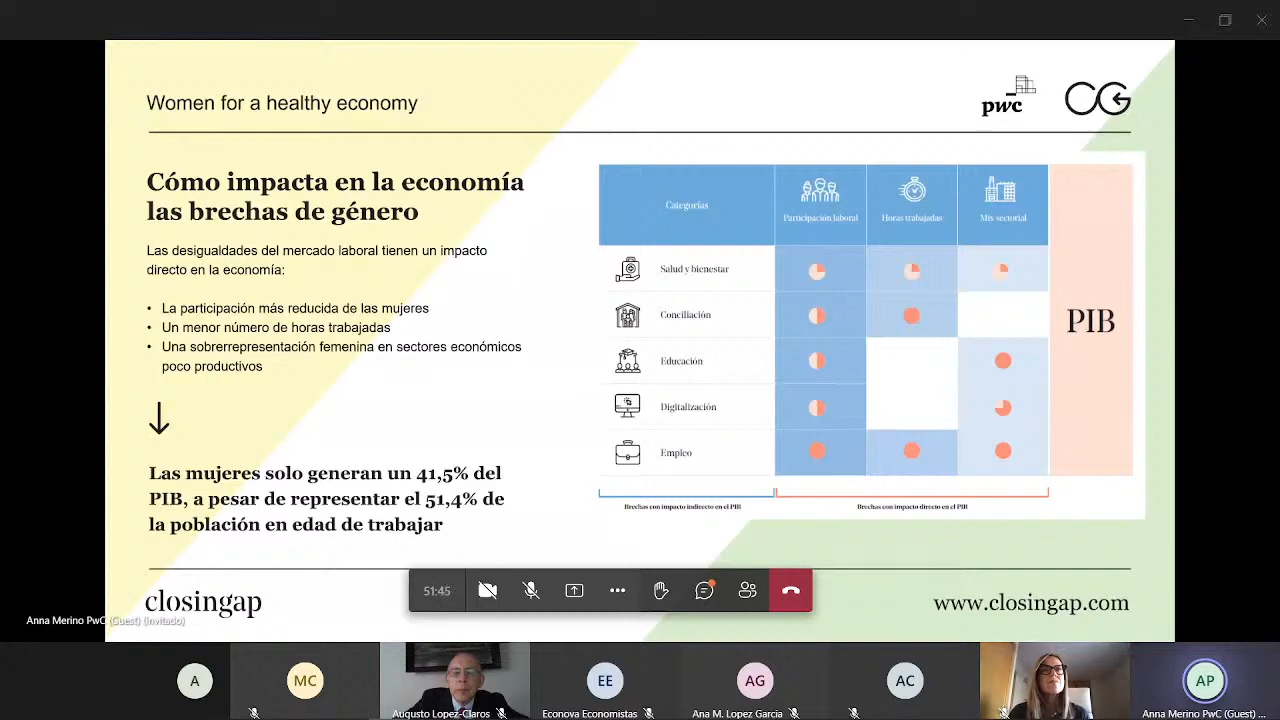 Women for a healthy economy
pwc
CG
Cómo impacta en la economía
las brechas de género
Las desigualdades del mercado laboral tienen un impacto
directo en la economía:
• La participación más reducida de las mujeres
• Un menor número de horas trabajadas
• Una sobrerrepresentación femenina en sectores económicos
poco productivos
Las mujeres solo generan un 41,5% del
PIB, a pesar de representar el 51,4% de
la población en edad de trabajar
Categorías
Participación laboral
Horas trabajadas
Mix sectorial
Salud y bienestar
Conciliación
Educación
Digitalización
Empleo
PIB
Brechas con impacto indirecto en el PIB
Brechas con impacto directo en el PIB
closingap
51:45
www.closingap.com
Anna Merino PwC (Guest) (Invitado)
A
MC
Augusto Lopez-Claros
EE
Econova Economistas
AG
Ana M. Lopez Garcia
AC
AP
Anna Merino PwC (Guest) ...